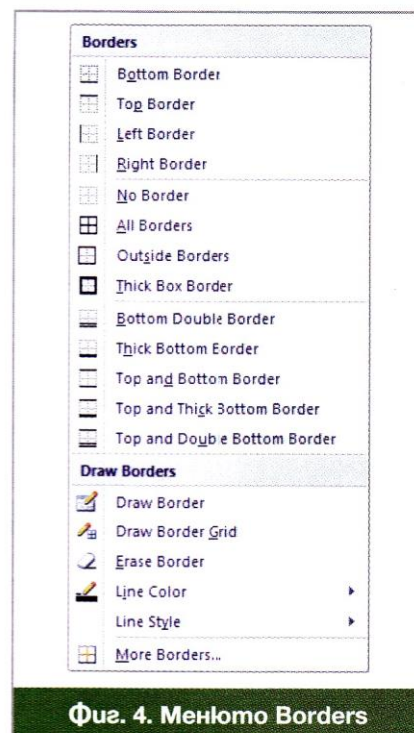 Borders
Bottom Border
Top Border
Left Border
Right Border
No Border
All Borders
Outside Borders
Thick Box Border
Bottom Double Border
Thick Bottom Border
Top and Bottom Border
Top and Thick Bottom Border
Top and Double Bottom Border
Draw Borders
Draw Border
Draw Border Grid
Erase Border
Line Color
Line Style
More Borders...
Фиг. 4. Менюто Borders